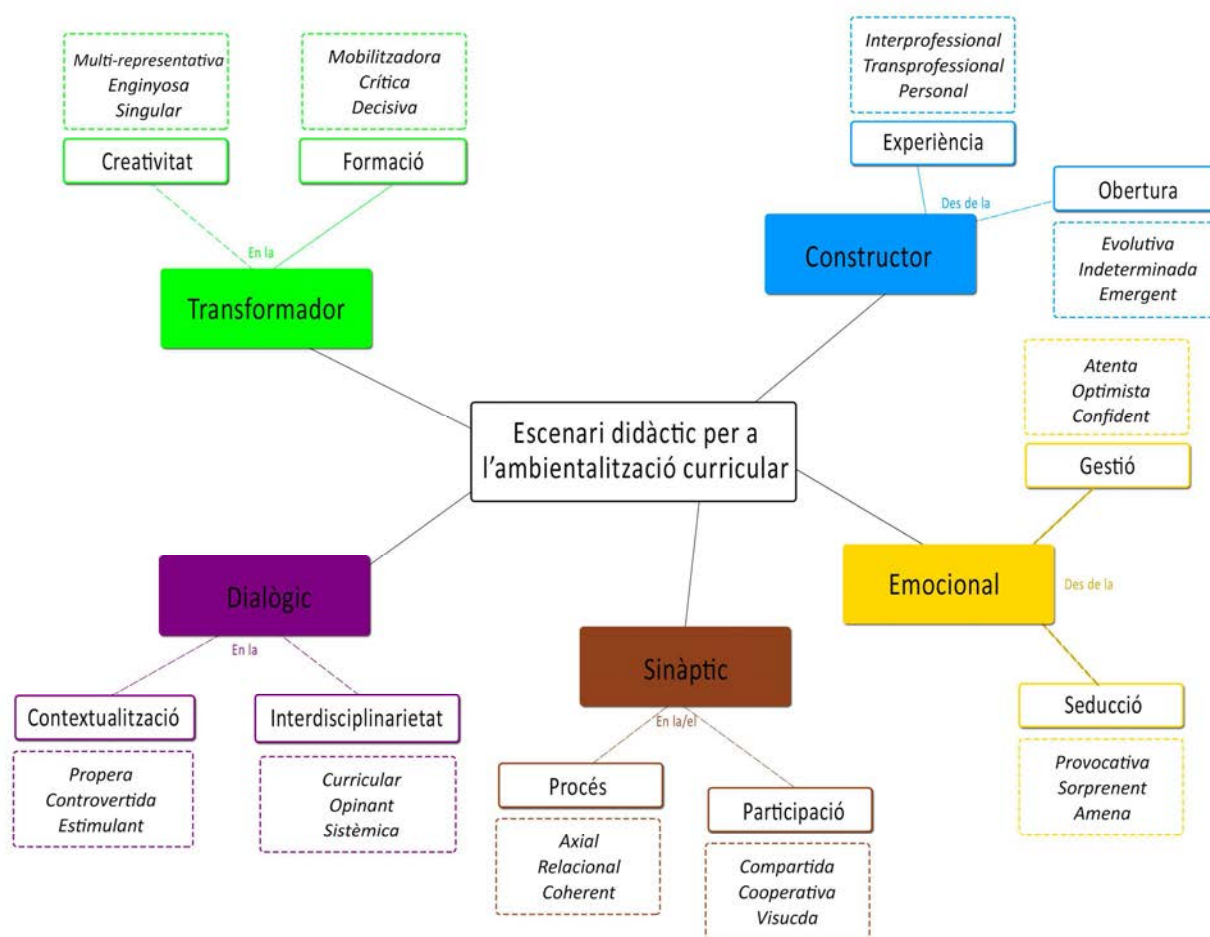 Multi-representativa
Enginyosa
Singular
Creativitat
Mobilitzadora
Crítica
Decisiva
Formació
En la
Transformador
Interprofessional
Transprofessional
Personal
Experiència
Des de la
Obertura
Evolutiva
Indeterminada
Emergent
Constructor
Escenari didàctic per a
l'ambientalització curricular
Atenta
Optimista
Confident
Gestió
Emocional
Des de la
Seducció
Provocativa
Sorprenent
Amena
Dialògic
En la
Contextualització
Propera
Controvertida
Estimulant
Interdisciplinarietat
Curricular
Opinant
Sistèmica
Sinàptic
En la/el
Procés
Axial
Relacional
Coherent
Participació
Compartida
Cooperativa
Visucda